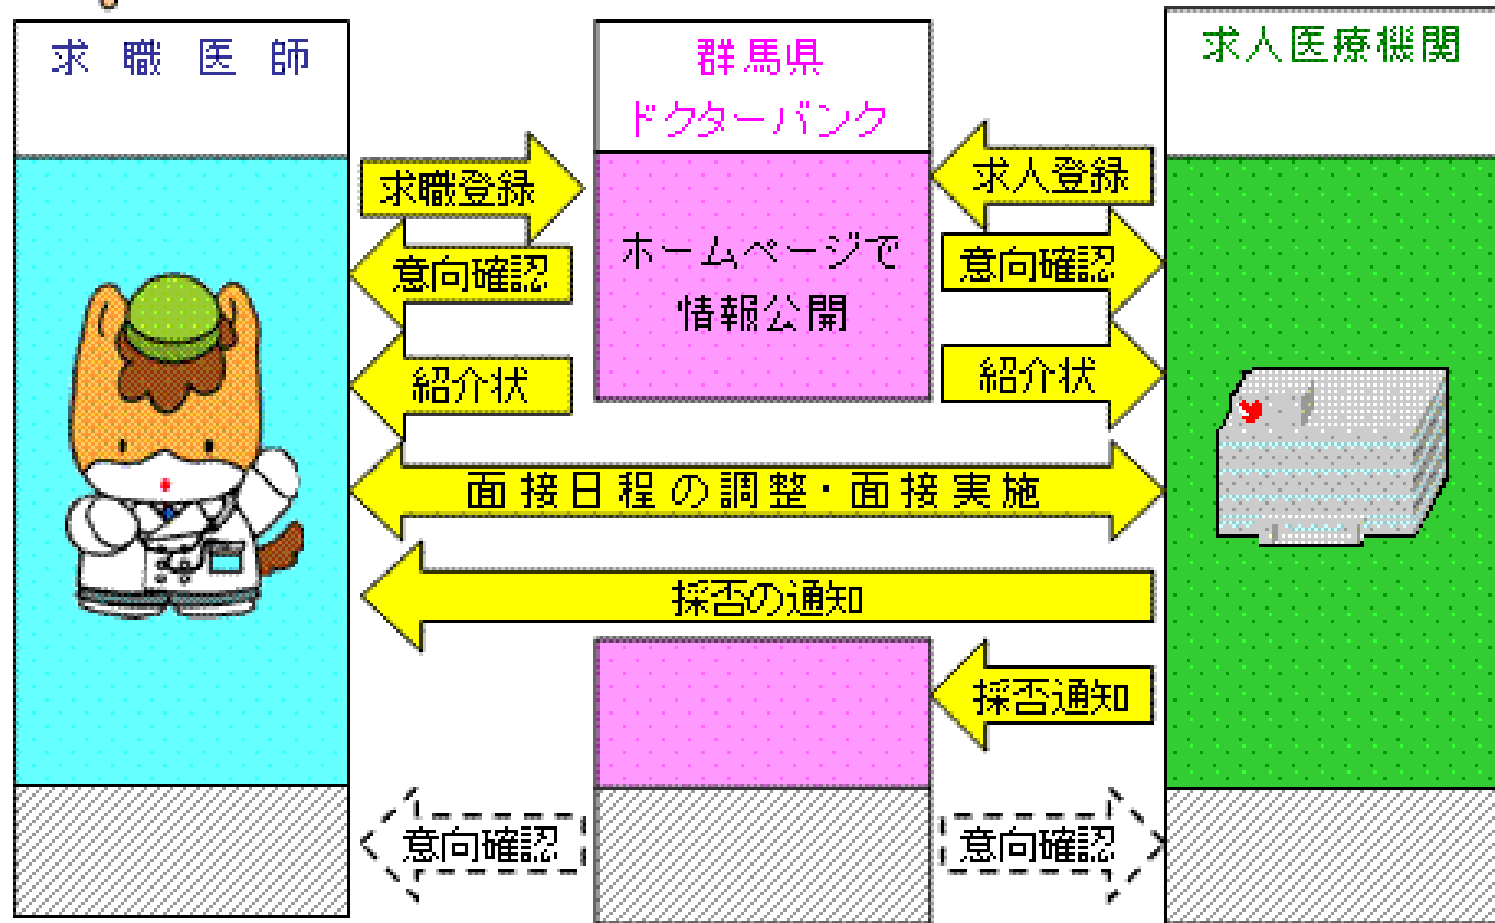 求職医師
群馬県
ドクターバンク
求人医療機関
求職登録
求人登録
ホームページで
情報公開
意向確認
意向確認
紹介状
紹介状
面接日程の調整・面接実施
採否の通知
採否通知
意向確認
意向確認